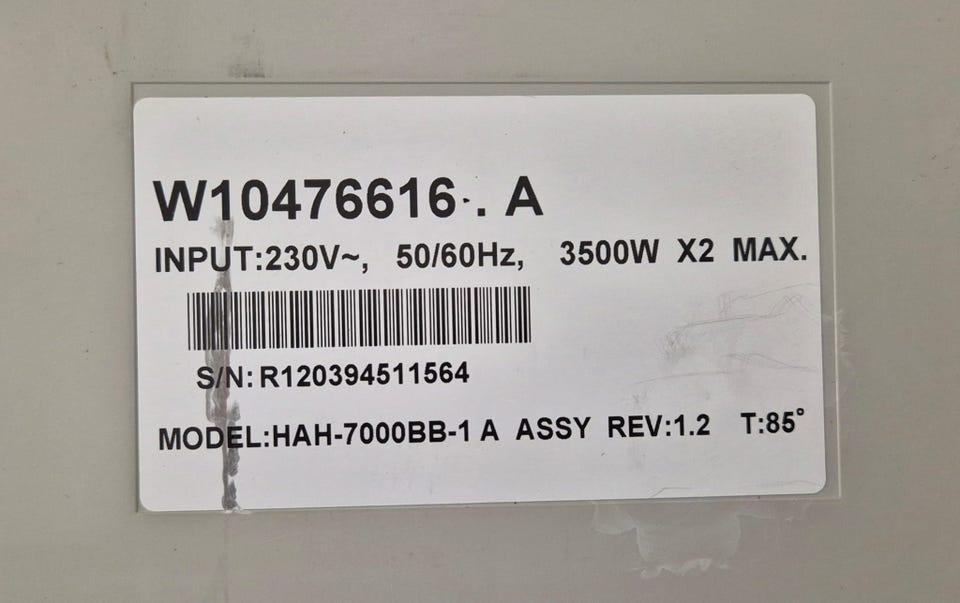 W10476616 . A
INPUT:230V~, 50/60Hz, 3500W X2 MAX.
S/N: R120394511564
MODEL:HAH-7000BB-1 A ASSY REV:1.2 T:85°